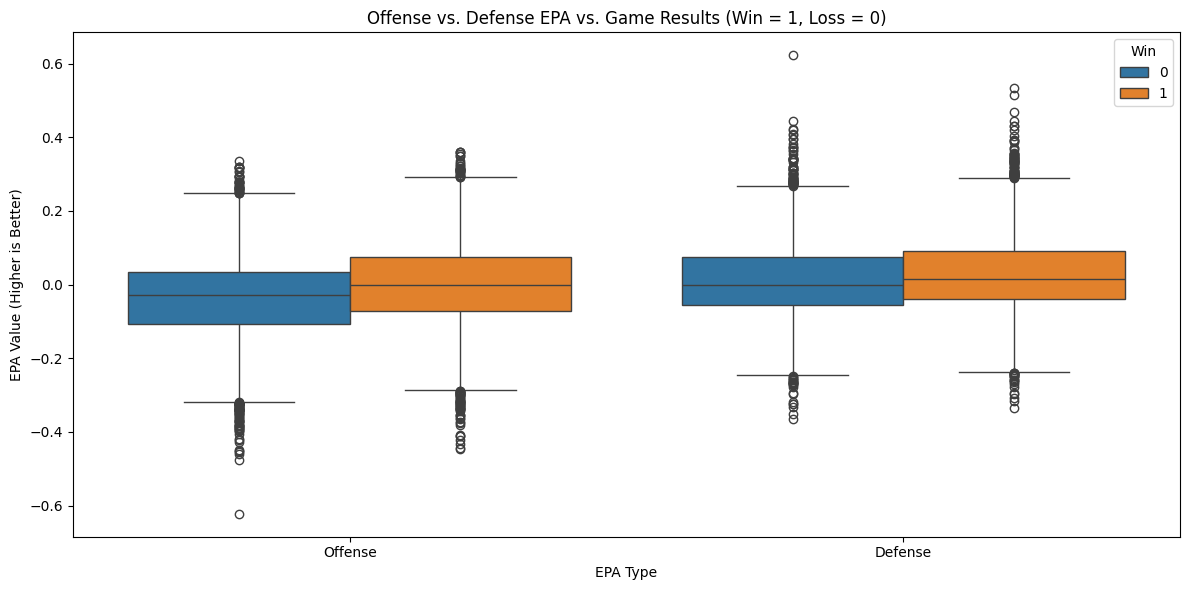 Offense vs. Defense EPA vs. Game Results (Win = 1, Loss = 0)
EPA Value (Higher is Better)
0.6
0.4
0.2
0.0
−0.2
−0.4
−0.6
Win
0
1
Offense
Defense
EPA Type